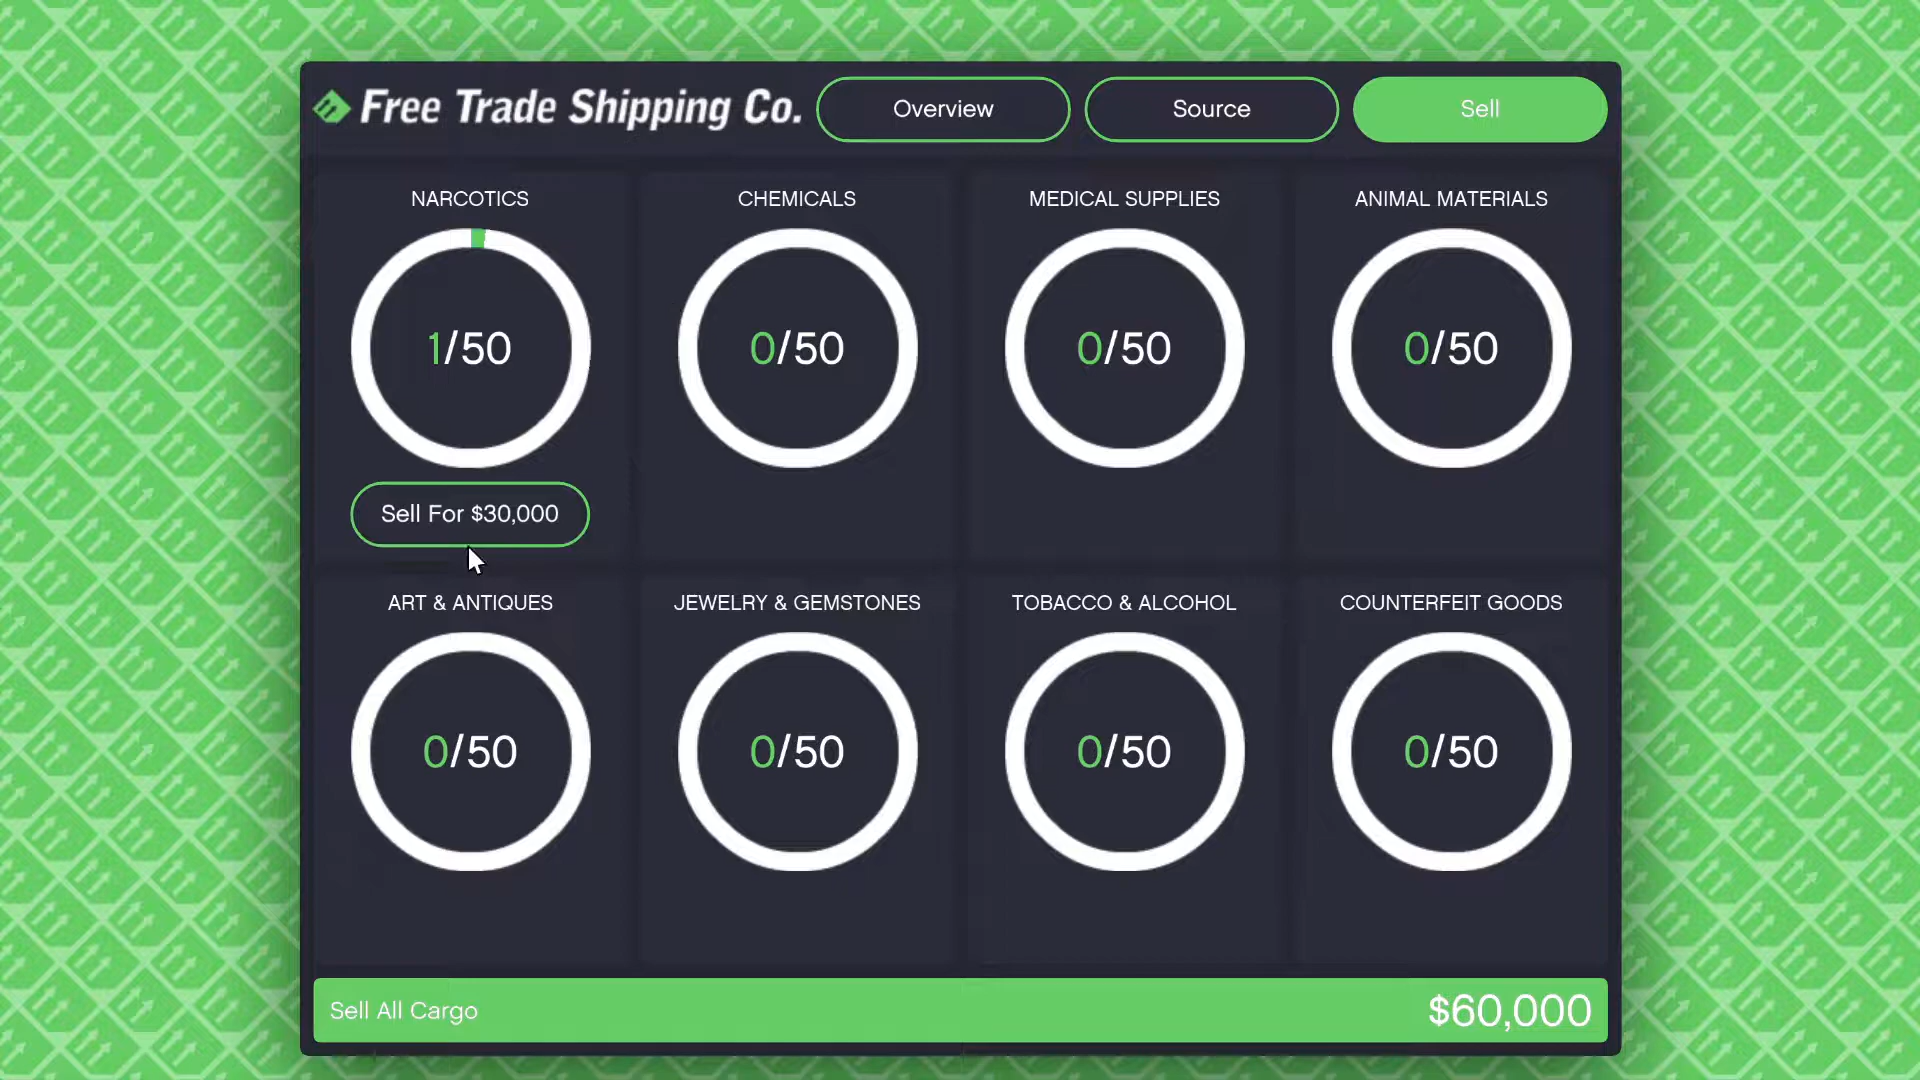 Free Trade Shipping Co.
Overview
Source
Sell
NARCOTICS
CHEMICALS
MEDICAL SUPPLIES
ANIMAL MATERIALS
1/50
0/50
0/50
0/50
Sell For $30,000
ART & ANTIQUES
JEWELRY & GEMSTONES
TOBACCO & ALCOHOL
COUNTERFEIT GOODS
0/50
0/50
0/50
0/50
Sell All Cargo
$60,000